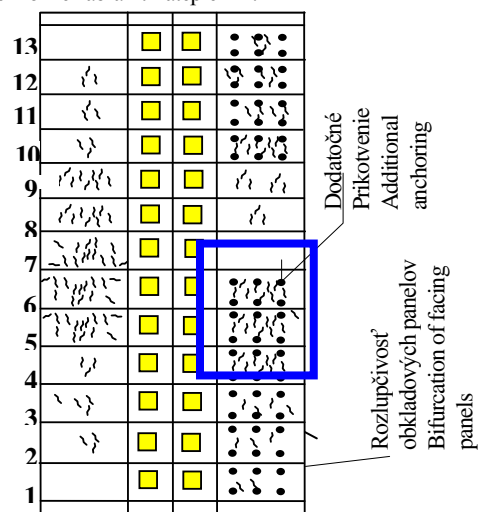 13
12
11
10
9
8
7
6
5
4
3
2
1
Dodatočné
Prikotvenie
Additional
anchoring
Rozlupčivosť
obkladových panelov
Bifurcation of facing
panels